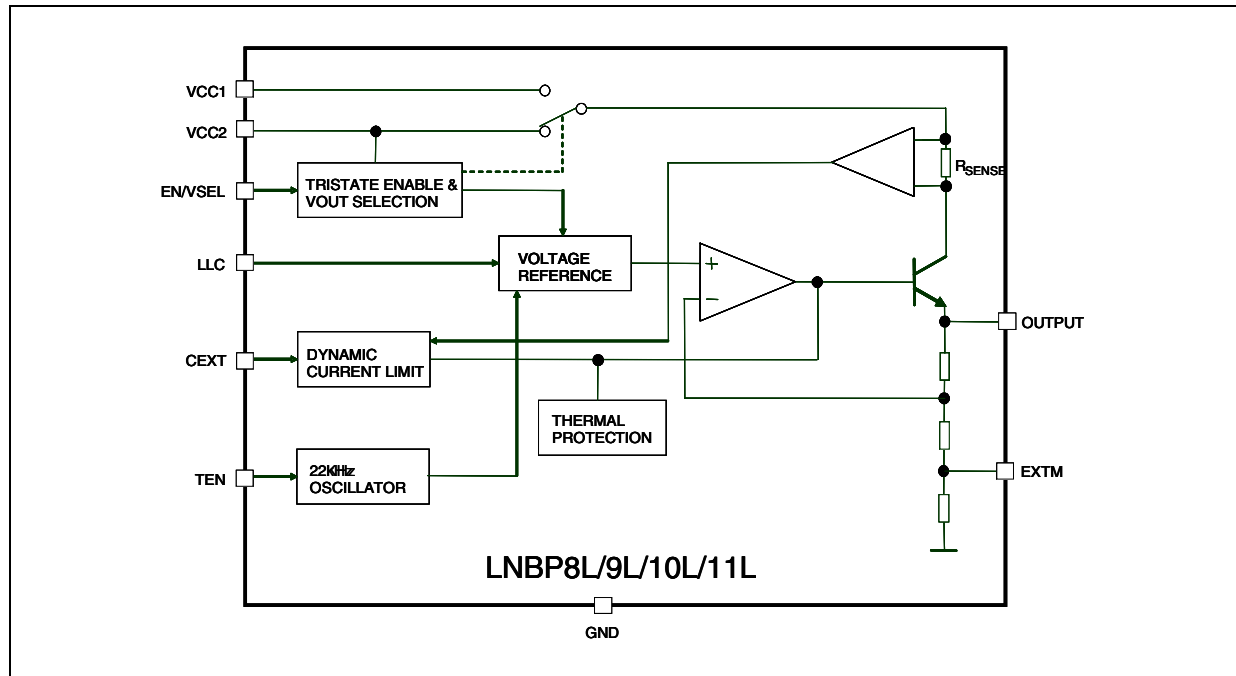 VCC1
VCC2
EN/VSEL
TRISTATE ENABLE &
VOUT SELECTION
RSENSE
LLC
VOLTAGE
REFERENCE
+
−
OUTPUT
CEXT
DYNAMIC
CURRENT LIMIT
THERMAL
PROTECTION
TEN
22KHz
OSCILLATOR
EXTM
LNBP8L/9L/10L/11L
GND